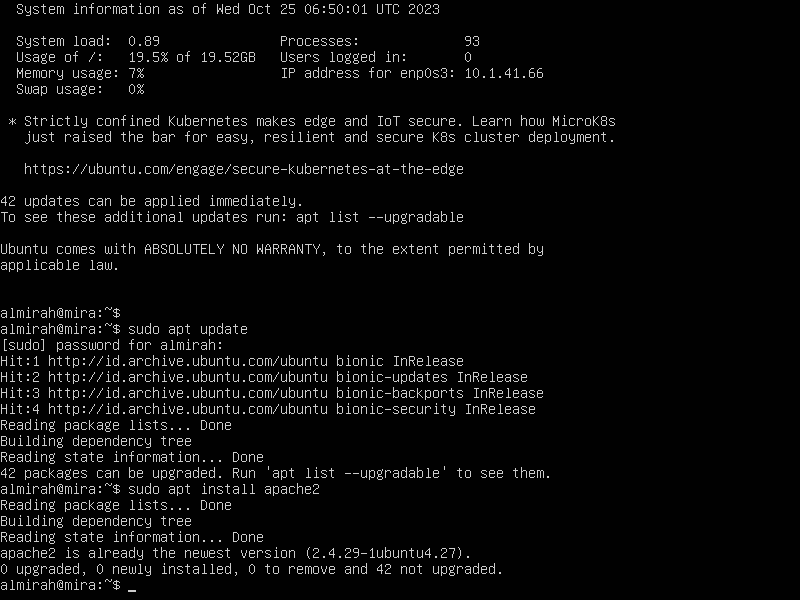 System information as of Wed Oct 25 06:50:01 UTC 2023
System load: 0.89 Processes: 93
Usage of /: 19.5% of 19.52GB Users logged in: 0
Memory usage: 7% IP address for enp0s3: 10.1.41.66
Swap usage: 0%
* Strictly confined Kubernetes makes edge and IoT secure. Learn how MicroK8s
just raised the bar for easy, resilient and secure K8s cluster deployment.
https://ubuntu.com/engage/secure-kubernetes-at-the-edge
42 updates can be applied immediately.
To see these additional updates run: apt list --upgradable
Ubuntu comes with ABSOLUTELY NO WARRANTY, to the extent permitted by
applicable law.
almirah@mira:~$
almirah@mira:~$ sudo apt update
[sudo] password for almirah:
Hit:1 http://id.archive.ubuntu.com/ubuntu bionic InRelease
Hit:2 http://id.archive.ubuntu.com/ubuntu bionic-updates InRelease
Hit:3 http://id.archive.ubuntu.com/ubuntu bionic-backports InRelease
Hit:4 http://id.archive.ubuntu.com/ubuntu bionic-security InRelease
Reading package lists... Done
Building dependency tree
Reading state information... Done
42 packages can be upgraded. Run 'apt list --upgradable' to see them.
almirah@mira:~$ sudo apt install apache2
Reading package lists... Done
Building dependency tree
Reading state information... Done
apache2 is already the newest version (2.4.29-1ubuntu4.27).
0 upgraded, 0 newly installed, 0 to remove and 42 not upgraded.
almirah@mira:~$ _